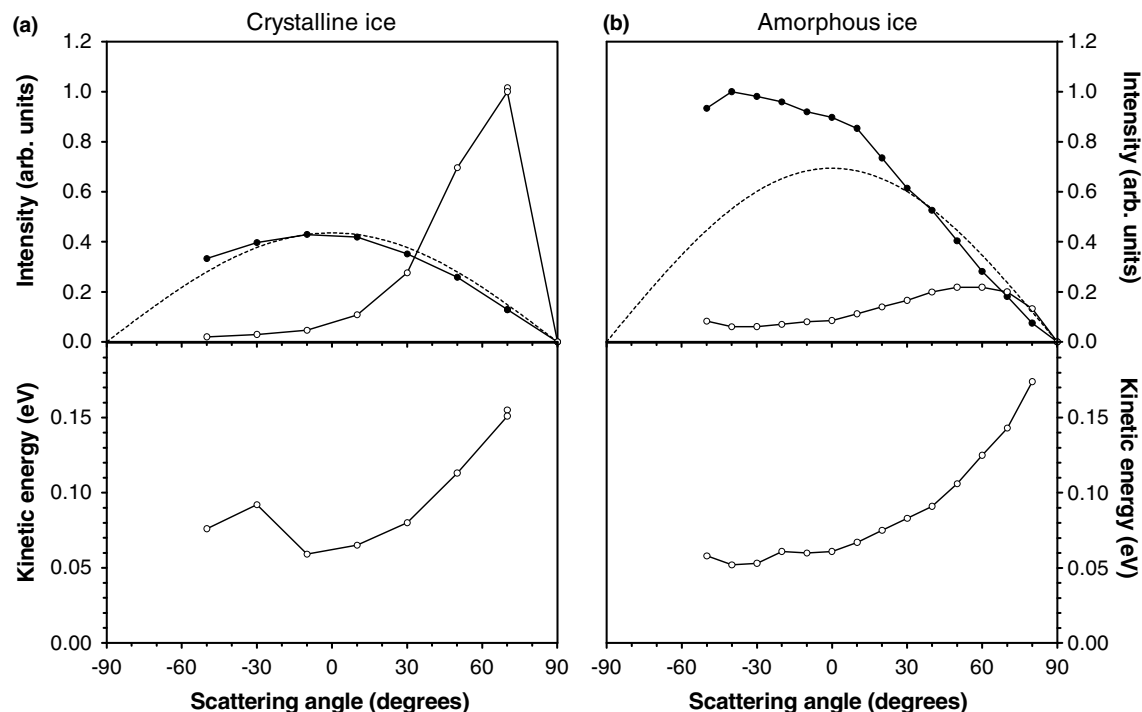 (a) Crystalline ice
(b) Amorphous ice
Intensity (arb. units)
1.2
1.0
0.8
0.6
0.4
0.2
0.0
Kinetic energy (eV)
0.15
0.10
0.05
0.00
-90 -60 -30 0 30 60 90
Scattering angle (degrees)
1.2
1.0
0.8
0.6
0.4
0.2
0.0
Intensity (arb. units)
0.15
0.10
0.05
0.00
Kinetic energy (eV)
-90 -60 -30 0 30 60 90
Scattering angle (degrees)